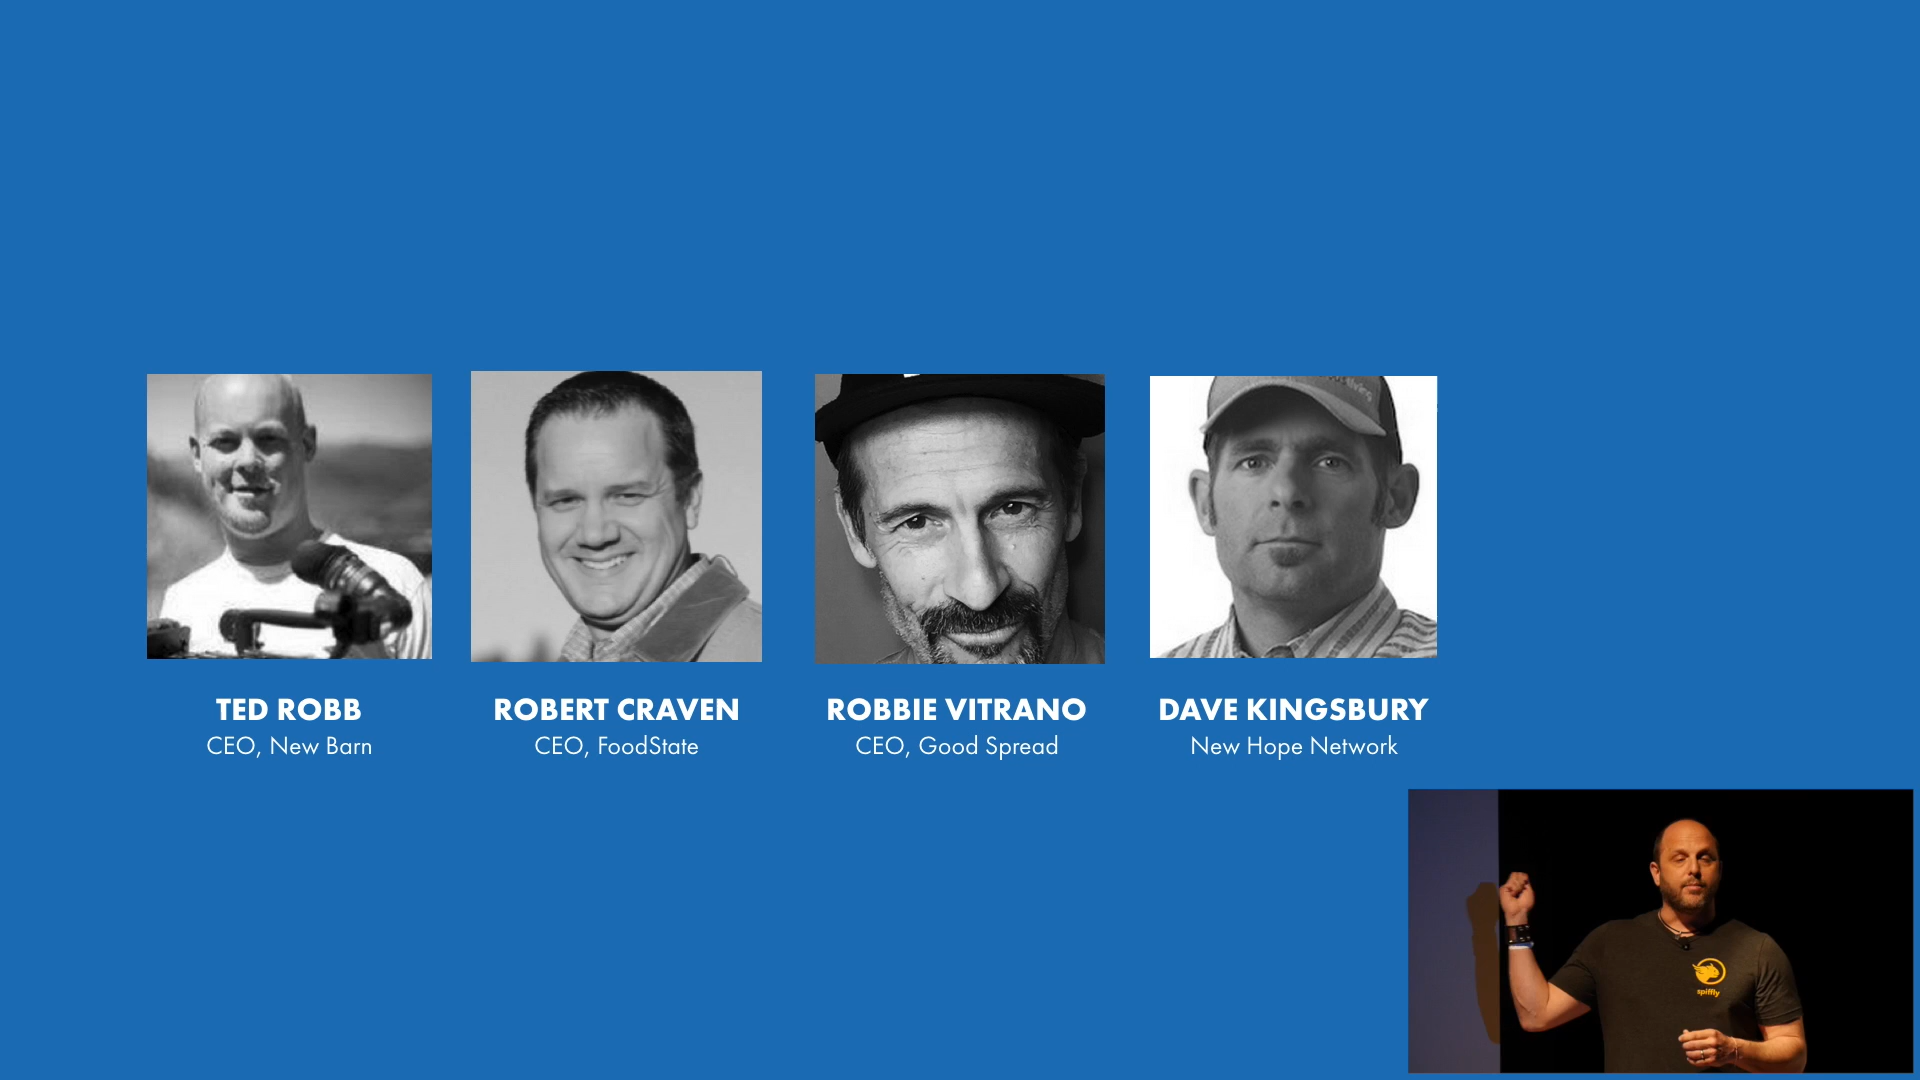 TED ROBB
CEO, New Barn
ROBERT CRAVEN
CEO, FoodState
ROBBIE VITRANO
CEO, Good Spread
DAVE KINGSBURY
New Hope Network
spiffly